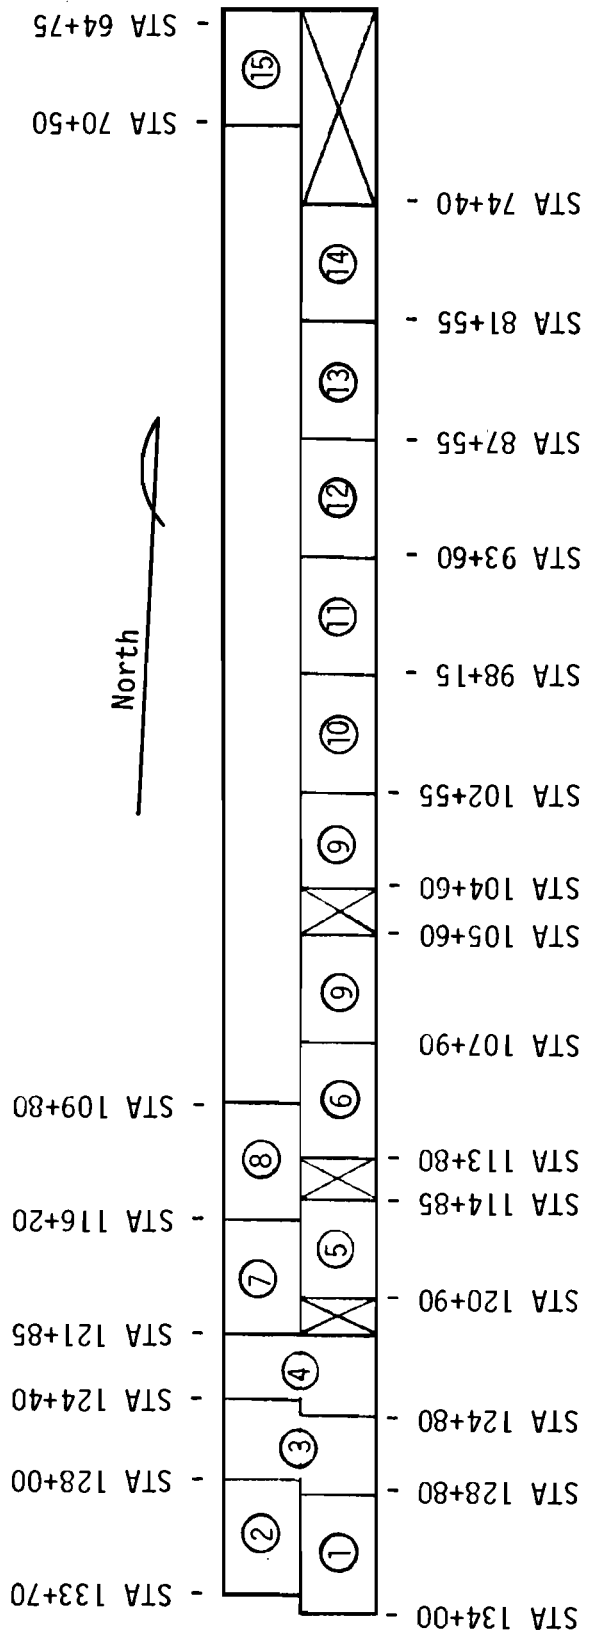 STA 64+75
15
STA 70+50
STA 74+40
14
STA 81+55
13
STA 87+55
12
North
STA 93+60
11
STA 98+15
10
STA 102+55
9
STA 104+60
STA 105+60
9
STA 107+90
STA 109+80
6
8
STA 113+80
STA 114+85
STA 116+20
5
7
STA 120+90
STA 121+85
4
STA 124+40
STA 124+80
3
STA 128+00
STA 128+80
2
1
STA 133+70
STA 134+00